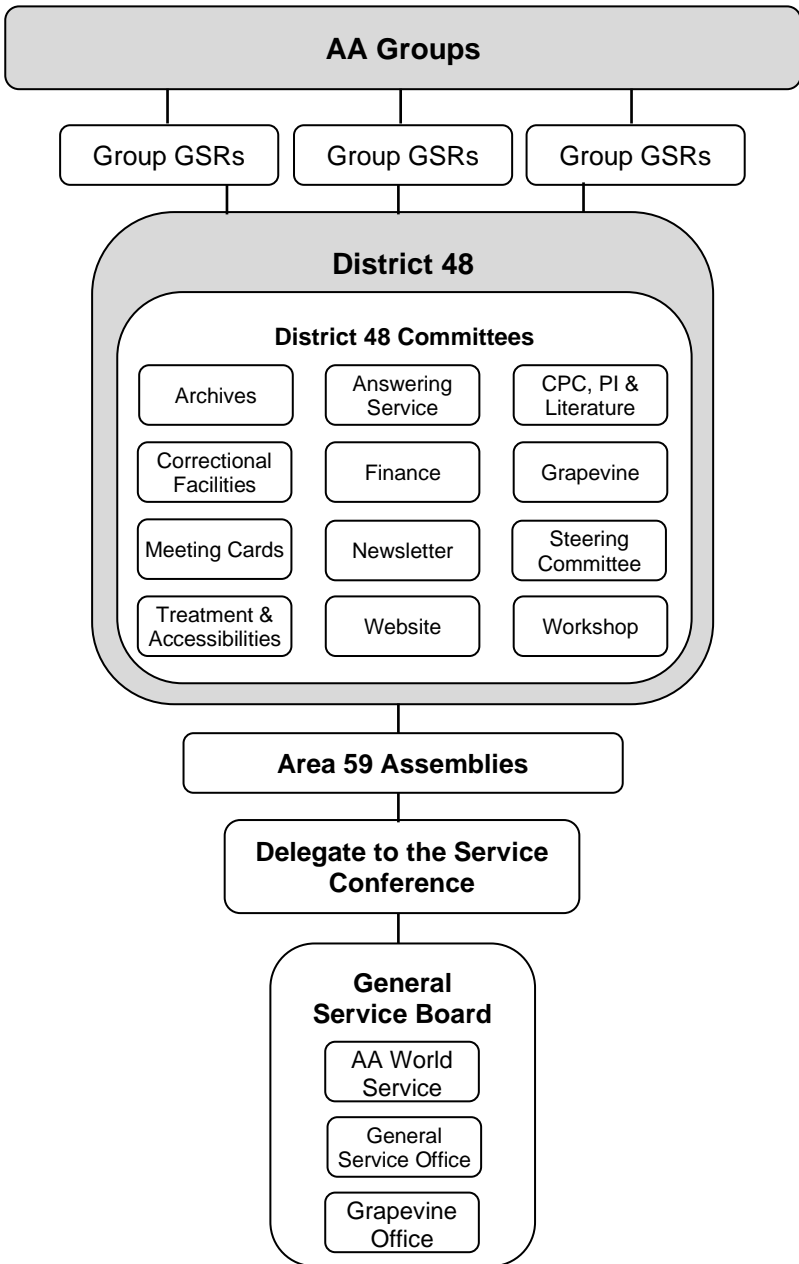 AA Groups
Group GSRs
Group GSRs
Group GSRs
District 48
District 48 Committees
Archives
Answering
Service
CPC, PI &
Literature
Correctional
Facilities
Finance
Grapevine
Meeting Cards
Newsletter
Steering
Committee
Treatment &
Accessibilities
Website
Workshop
Area 59 Assemblies
Delegate to the Service
Conference
General
Service Board
AA World
Service
General
Service Office
Grapevine
Office